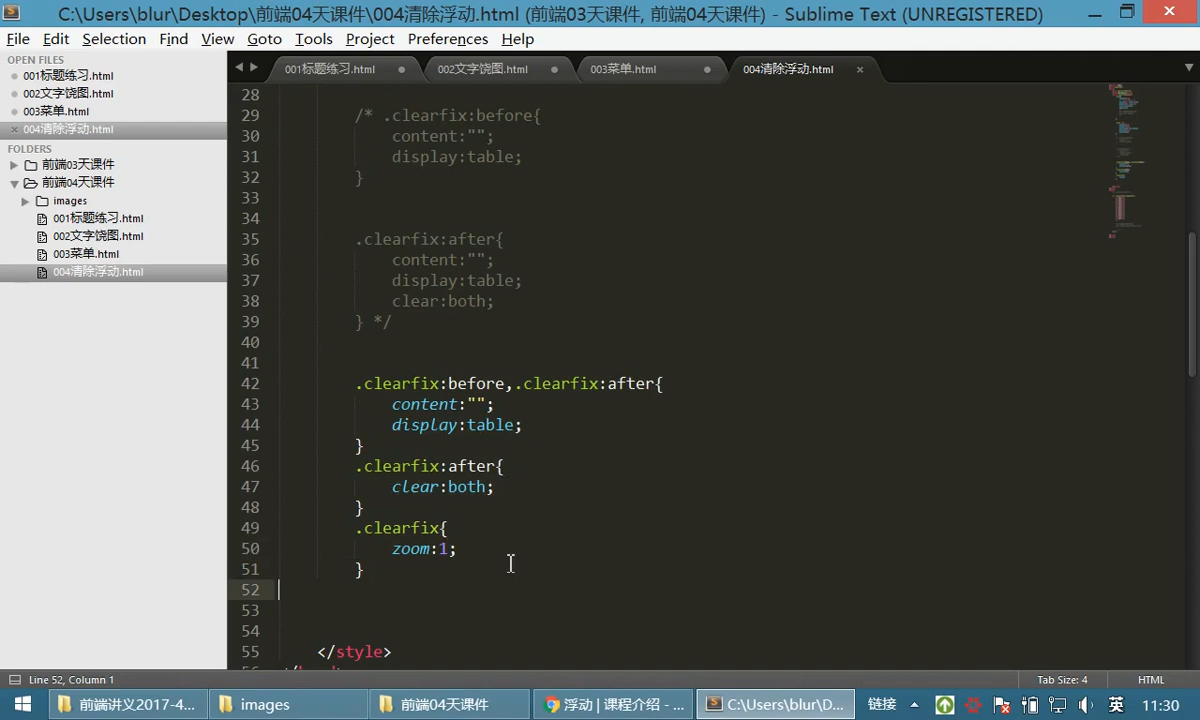 C:\Users\blur\Desktop\前端04天课件\004清除浮动.html (前端03天课件, 前端04天课件) - Sublime Text (UNREGISTERED)
File Edit Selection Find View Goto Tools Project Preferences Help
OPEN FILES
001标题练习.html
002文字饶图.html
003菜单.html
004清除浮动.html
FOLDERS
前端03天课件
前端04天课件
images
001标题练习.html
002文字饶图.html
003菜单.html
004清除浮动.html
001标题练习.html 002文字饶图.html 003菜单.html 004清除浮动.html
28
29 /* .clearfix:before{
30 content:"";
31 display:table;
32 }
33
34
35 .clearfix:after{
36 content:"";
37 display:table;
38 clear:both;
39 } */
40
41
42 .clearfix:before,.clearfix:after{
43 content:"";
44 display:table;
45 }
46 .clearfix:after{
47 clear:both;
48 }
49 .clearfix{
50 zoom:1;
51 }
52
53
54
55 </style>
Line 52, Column 1 Tab Size: 4 HTML
前端讲义2017-4... images 前端04天课件 浮动 | 课程介绍 - ... C:\Users\blur\D... 链接 英 11:30